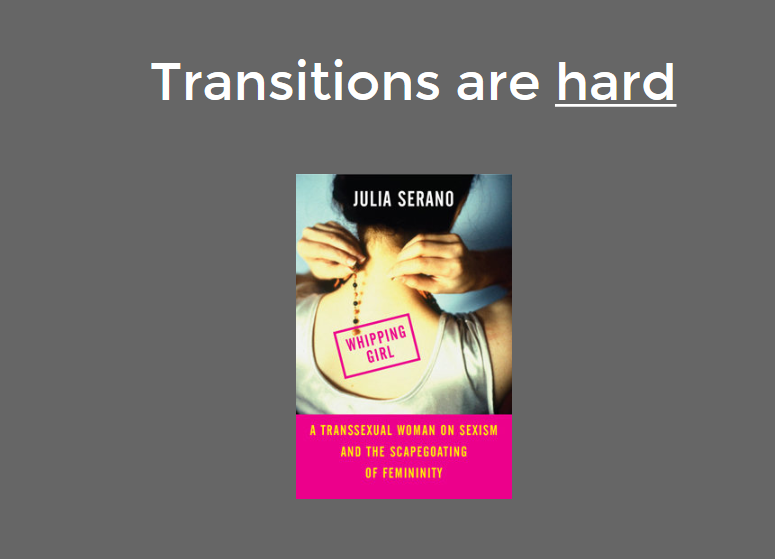 Transitions are hard
JULIA SERANO
WHIPPING
GIRL
A TRANSSEXUAL WOMAN ON SEXISM
AND THE SCAPEGOATING
OF FEMININITY